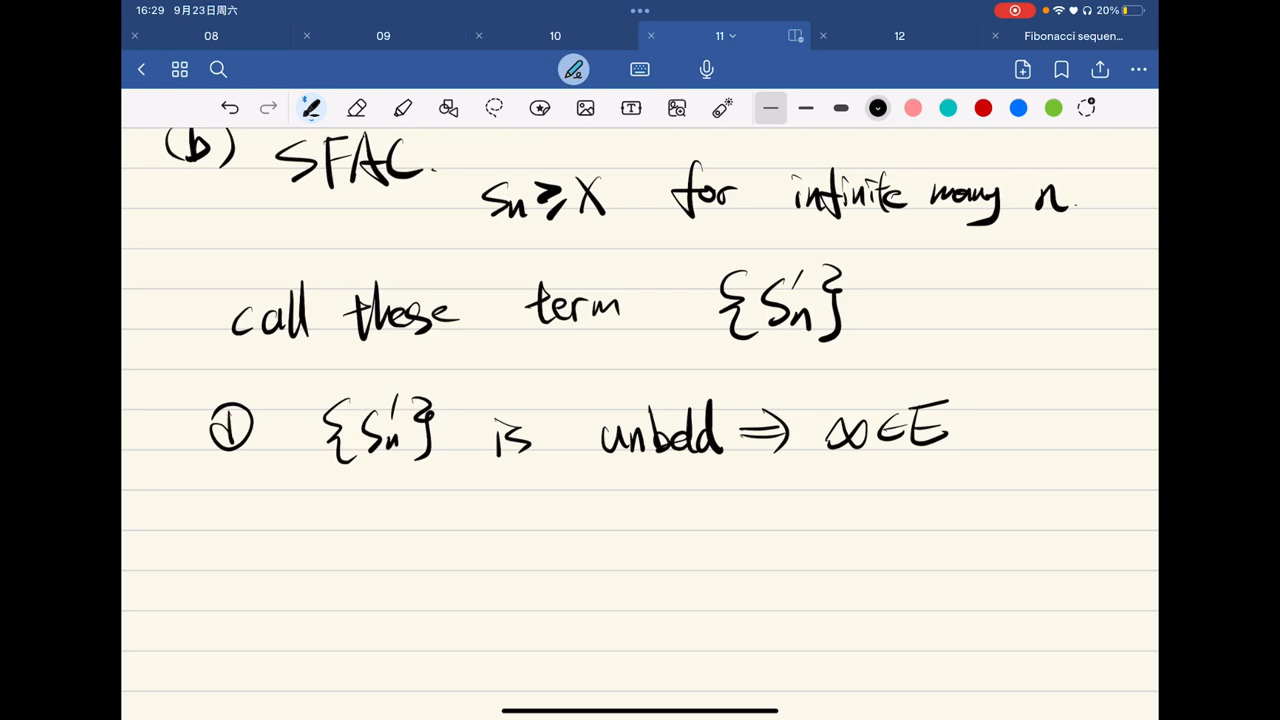 16:29 9月23日周六 20%
08 09 10 11 12 Fibonacci sequen...
(b) SFAC.
Sn ≥ X for infinite many n.
call these term {S'n}
① {S'n} is unbdd ⇒ ∞ ∈ E